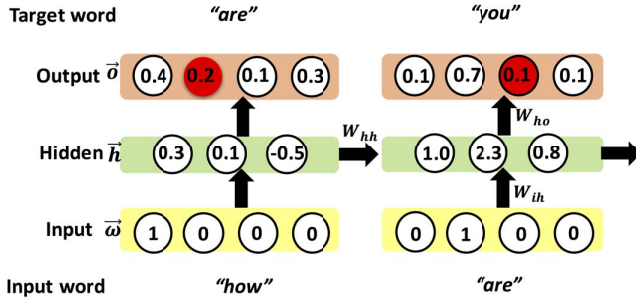 Target word "are" "you"
Output o 0.4 0.2 0.1 0.3 0.1 0.7 0.1 0.1
W_hh W_ho
Hidden h 0.3 0.1 -0.5 1.0 2.3 0.8
W_ih
Input ω 1 0 0 0 0 1 0 0
Input word "how" "are"